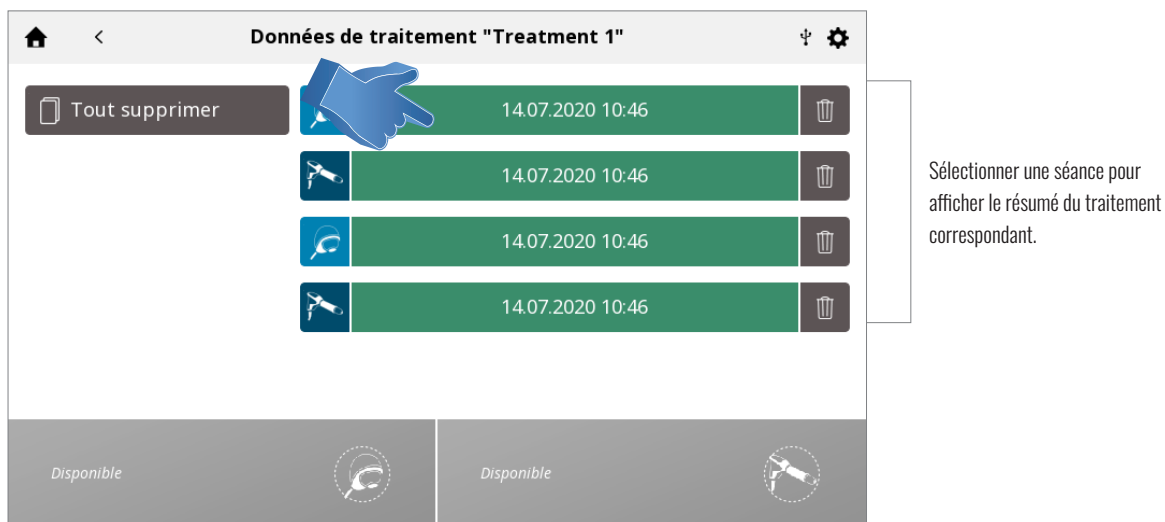 Données de traitement "Treatment 1"
Tout supprimer
14.07.2020 10:46
14.07.2020 10:46
14.07.2020 10:46
14.07.2020 10:46
Sélectionner une séance pour
afficher le résumé du traitement
correspondant.
Disponible
Disponible